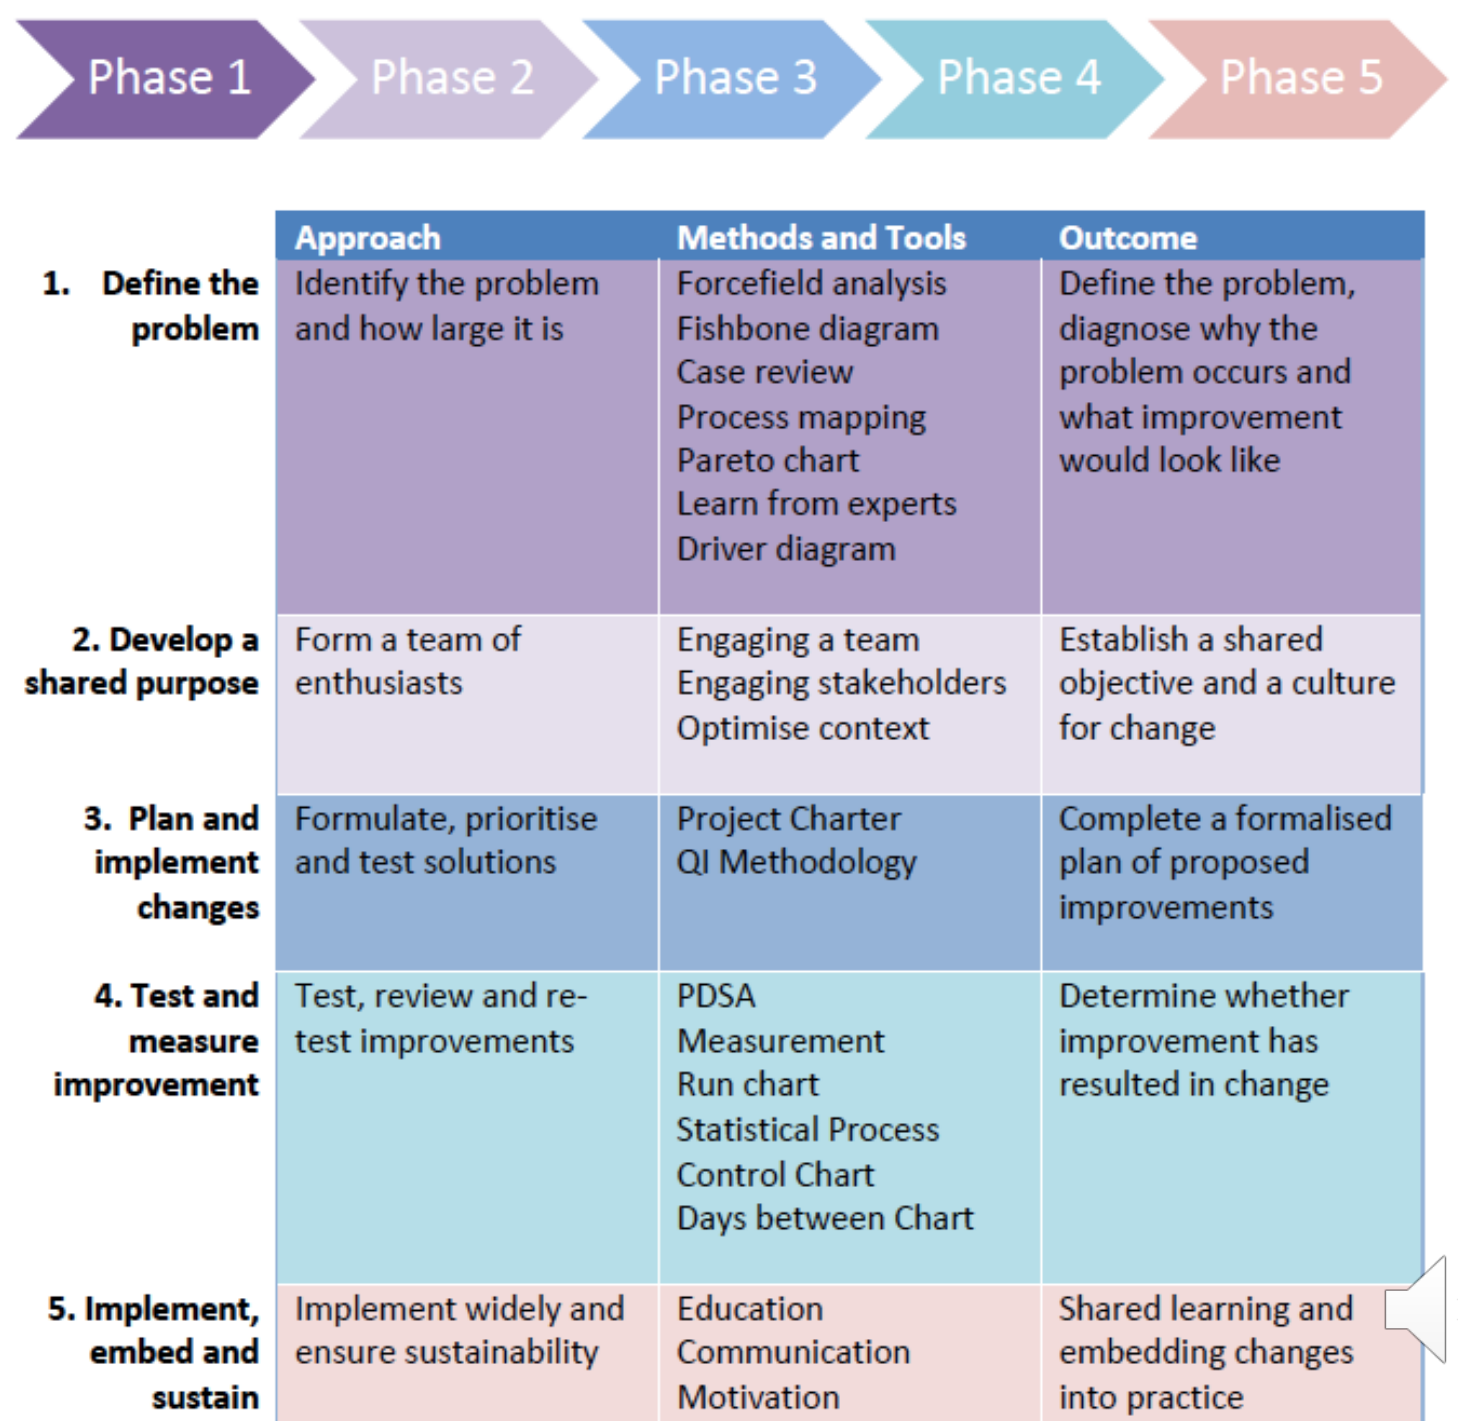 Phase 1
Phase 2
Phase 3
Phase 4
Phase 5
Approach
Methods and Tools
Outcome
1. Define the
problem
Identify the problem
and how large it is
Forcefield analysis
Fishbone diagram
Case review
Process mapping
Pareto chart
Learn from experts
Driver diagram
Define the problem,
diagnose why the
problem occurs and
what improvement
would look like
2. Develop a
shared purpose
Form a team of
enthusiasts
Engaging a team
Engaging stakeholders
Optimise context
Establish a shared
objective and a culture
for change
3. Plan and
implement
changes
Formulate, prioritise
and test solutions
Project Charter
QI Methodology
Complete a formalised
plan of proposed
improvements
4. Test and
measure
improvement
Test, review and re-
test improvements
PDSA
Measurement
Run chart
Statistical Process
Control Chart
Days between Chart
Determine whether
improvement has
resulted in change
5. Implement,
embed and
sustain
Implement widely and
ensure sustainability
Education
Communication
Motivation
Shared learning and
embedding changes
into practice